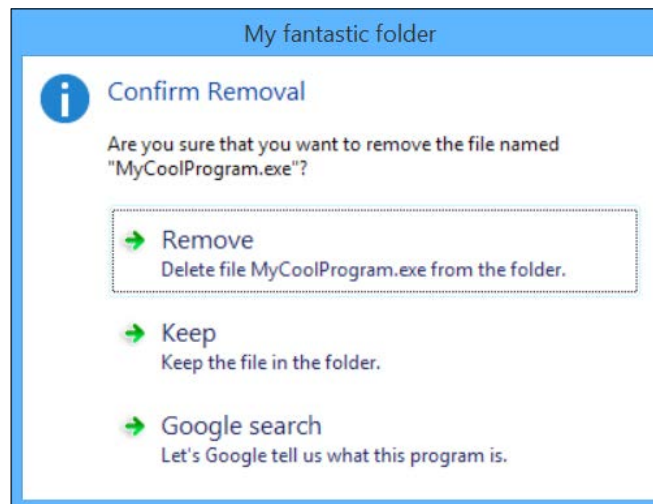 My fantastic folder
Confirm Removal
Are you sure that you want to remove the file named
"MyCoolProgram.exe"?
Remove
Delete file MyCoolProgram.exe from the folder.
Keep
Keep the file in the folder.
Google search
Let's Google tell us what this program is.